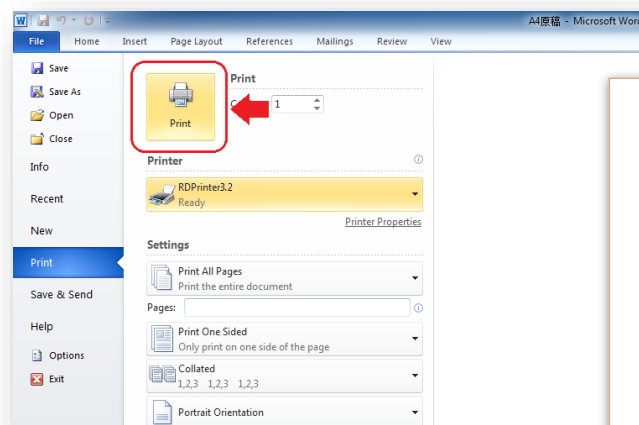 A4原稿 - Microsoft Wor
File Home Insert Page Layout References Mailings Review View
Save
Save As
Open
Close
Info
Recent
New
Print
Save & Send
Help
Options
Exit
Print
Print
1
Printer
RDPrinter3.2
Ready
Printer Properties
Settings
Print All Pages
Print the entire document
Pages:
Print One Sided
Only print on one side of the page
Collated
1,2,3 1,2,3 1,2,3
Portrait Orientation